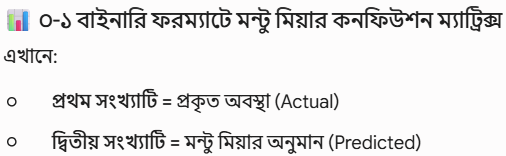 📊 ০-১ বাইনারি ফরম্যাটে মন্টু মিয়ার কনফিউশন ম্যাট্রিক্স
এখানে:
○ প্রথম সংখ্যাটি = প্রকৃত অবস্থা (Actual)
○ দ্বিতীয় সংখ্যাটি = মন্টু মিয়ার অনুমান (Predicted)